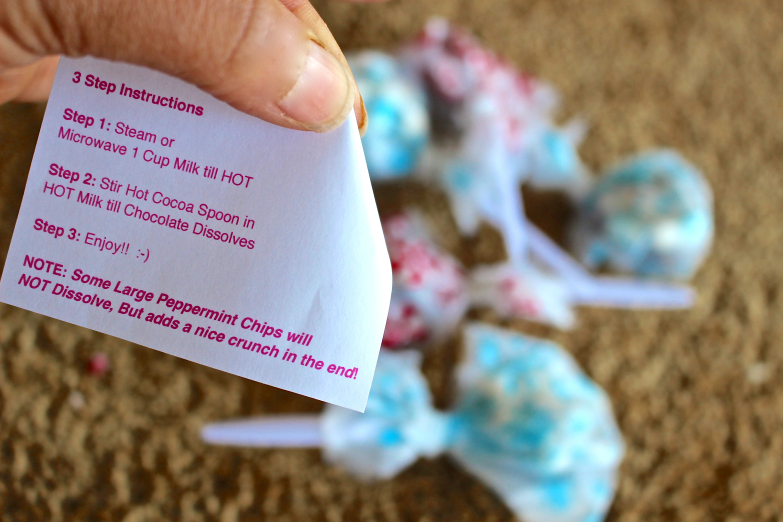 3 Step Instructions
Step 1: Steam or
Microwave 1 Cup Milk till HOT
Step 2: Stir Hot Cocoa Spoon in
HOT Milk till Chocolate Dissolves
Step 3: Enjoy!! :-)
NOTE: Some Large Peppermint Chips will
NOT Dissolve, But adds a nice crunch in the end!